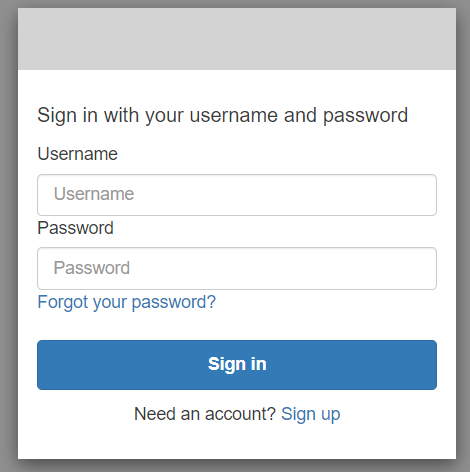 Sign in with your username and password
Username
Username
Password
Password
Forgot your password?
Sign in
Need an account? Sign up